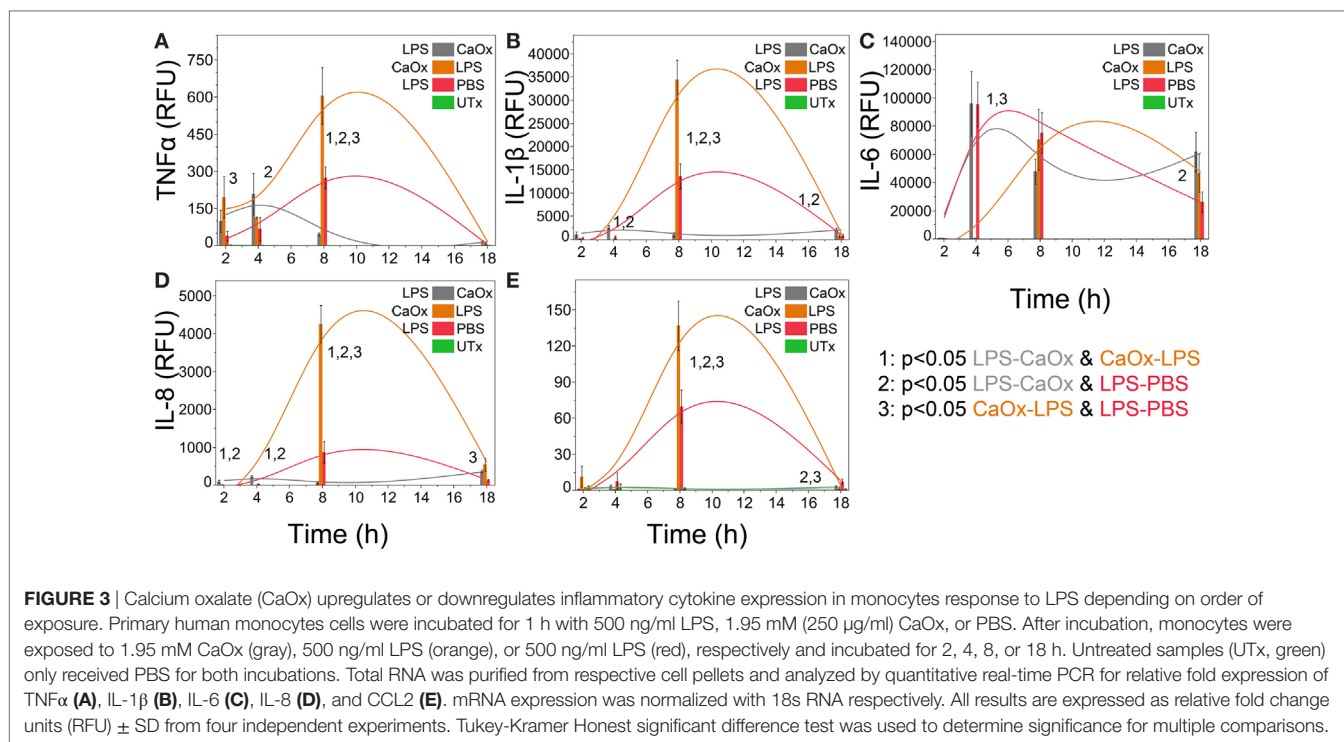 A
TNFα (RFU)
750
600
450
300
150
0
LPS CaOx
CaOx LPS
LPS PBS
UTx
3
2
1,2,3
2 4 6 8 10 12 14 16 18
B
IL-1β (RFU)
40000
35000
30000
25000
20000
15000
10000
5000
0
LPS CaOx
CaOx LPS
LPS PBS
UTx
1,2
1,2,3
1,2
2 4 6 8 10 12 14 16 18
C
IL-6 (RFU)
140000
120000
100000
80000
60000
40000
20000
0
LPS CaOx
CaOx LPS
LPS PBS
UTx
1,3
2
2 4 6 8 10 12 14 16 18
Time (h)
D
IL-8 (RFU)
5000
4000
3000
2000
1000
0
LPS CaOx
CaOx LPS
LPS PBS
UTx
1,2
1,2
1,2,3
3
2 4 6 8 10 12 14 16 18
Time (h)
E
150
120
90
60
30
0
LPS CaOx
CaOx LPS
LPS PBS
UTx
1,2,3
2,3
2 4 6 8 10 12 14 16 18
Time (h)
1: p<0.05 LPS-CaOx & CaOx-LPS
2: p<0.05 LPS-CaOx & LPS-PBS
3: p<0.05 CaOx-LPS & LPS-PBS
FIGURE 3 | Calcium oxalate (CaOx) upregulates or downregulates inflammatory cytokine expression in monocytes response to LPS depending on order of
exposure. Primary human monocytes cells were incubated for 1 h with 500 ng/ml LPS, 1.95 mM (250 µg/ml) CaOx, or PBS. After incubation, monocytes were
exposed to 1.95 mM CaOx (gray), 500 ng/ml LPS (orange), or 500 ng/ml LPS (red), respectively and incubated for 2, 4, 8, or 18 h. Untreated samples (UTx, green)
only received PBS for both incubations. Total RNA was purified from respective cell pellets and analyzed by quantitative real-time PCR for relative fold expression of
TNFα (A), IL-1β (B), IL-6 (C), IL-8 (D), and CCL2 (E). mRNA expression was normalized with 18s RNA respectively. All results are expressed as relative fold change
units (RFU) ± SD from four independent experiments. Tukey-Kramer Honest significant difference test was used to determine significance for multiple comparisons.